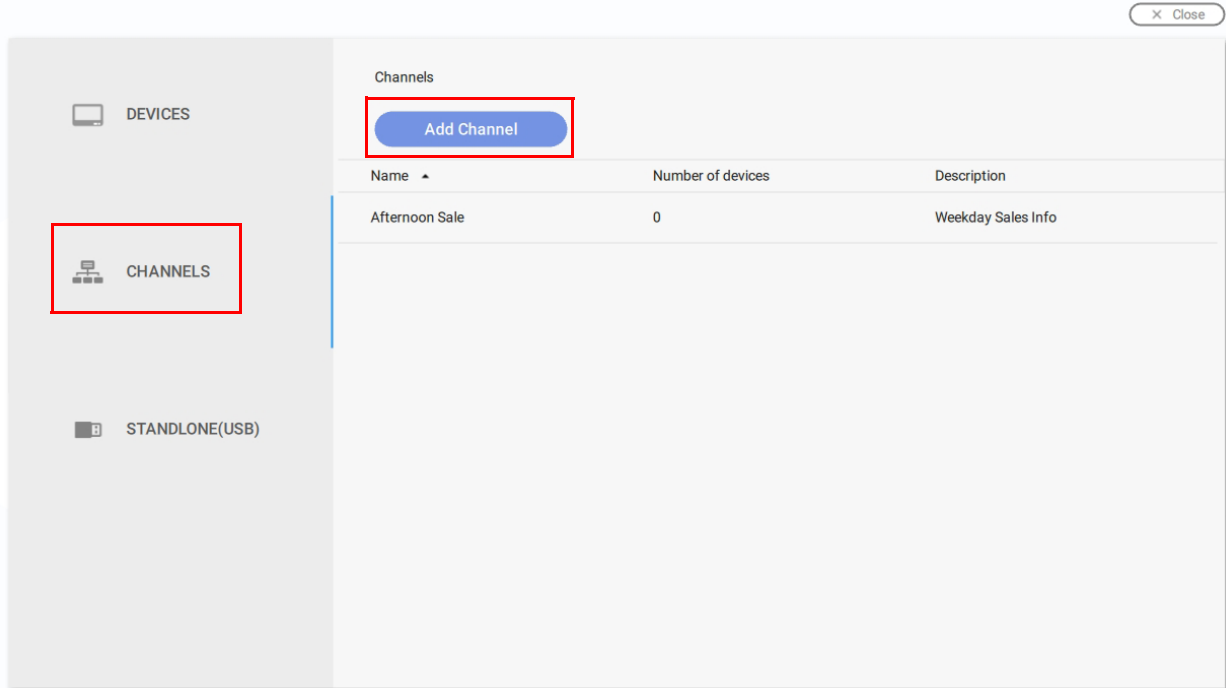 Close
DEVICES
CHANNELS
STANDLONE(USB)
Channels
Add Channel
Name Number of devices Description
Afternoon Sale 0 Weekday Sales Info